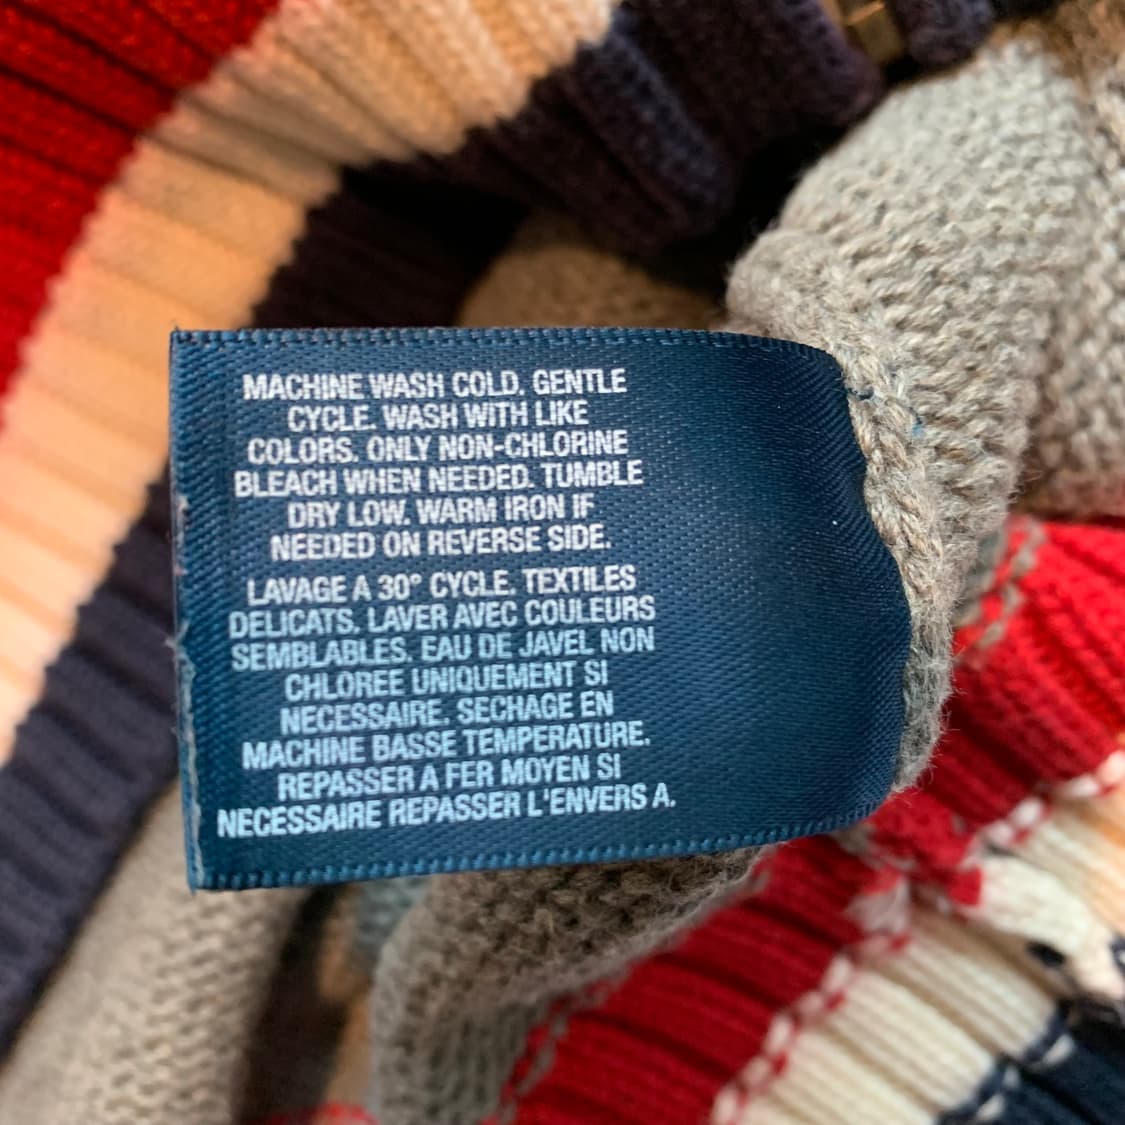 MACHINE WASH COLD. GENTLE
CYCLE. WASH WITH LIKE
COLORS. ONLY NON-CHLORINE
BLEACH WHEN NEEDED. TUMBLE
DRY LOW. WARM IRON IF
NEEDED ON REVERSE SIDE.
LAVAGE A 30° CYCLE. TEXTILES
DELICATS. LAVER AVEC COULEURS
SEMBLABLES. EAU DE JAVEL NON
CHLOREE UNIQUEMENT SI
NECESSAIRE. SECHAGE EN
MACHINE BASSE TEMPERATURE.
REPASSER A FER MOYEN SI
NECESSAIRE REPASSER L'ENVERS A.